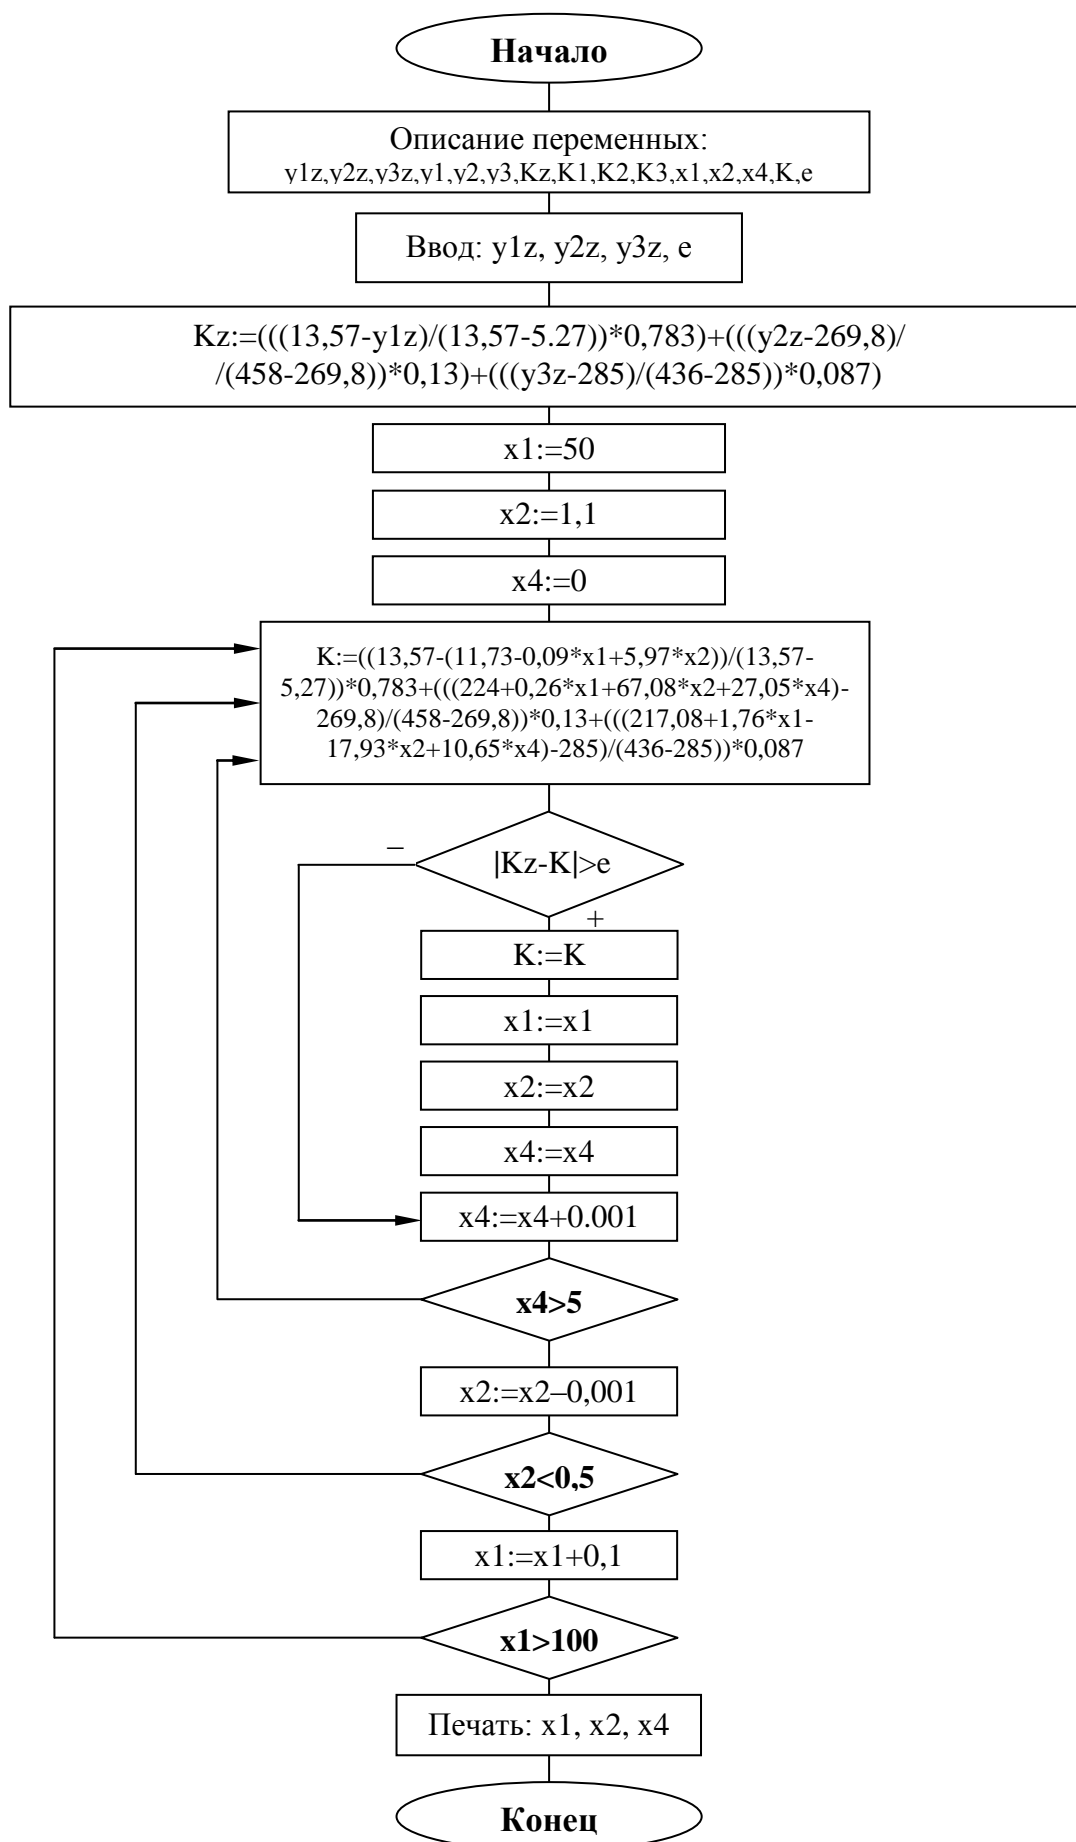 Начало
Описание переменных:
y1z,y2z,y3z,y1,y2,y3,Kz,K1,K2,K3,x1,x2,x4,K,e
Ввод: y1z, y2z, y3z, e
Kz:=(((13,57-y1z)/(13,57-5.27))*0,783)+(((y2z-269,8)/
/(458-269,8))*0,13)+(((y3z-285)/(436-285))*0,087)
x1:=50
x2:=1,1
x4:=0
K:=((13,57-(11,73-0,09*x1+5,97*x2))/(13,57-
5,27))*0,783+(((224+0,26*x1+67,08*x2+27,05*x4)-
269,8)/(458-269,8))*0,13+(((217,08+1,76*x1-
17,93*x2+10,65*x4)-285)/(436-285))*0,087
–
|Kz-K|>e
+
K:=K
x1:=x1
x2:=x2
x4:=x4
x4:=x4+0.001
x4>5
x2:=x2–0,001
x2<0,5
x1:=x1+0,1
x1>100
Печать: x1, x2, x4
Конец